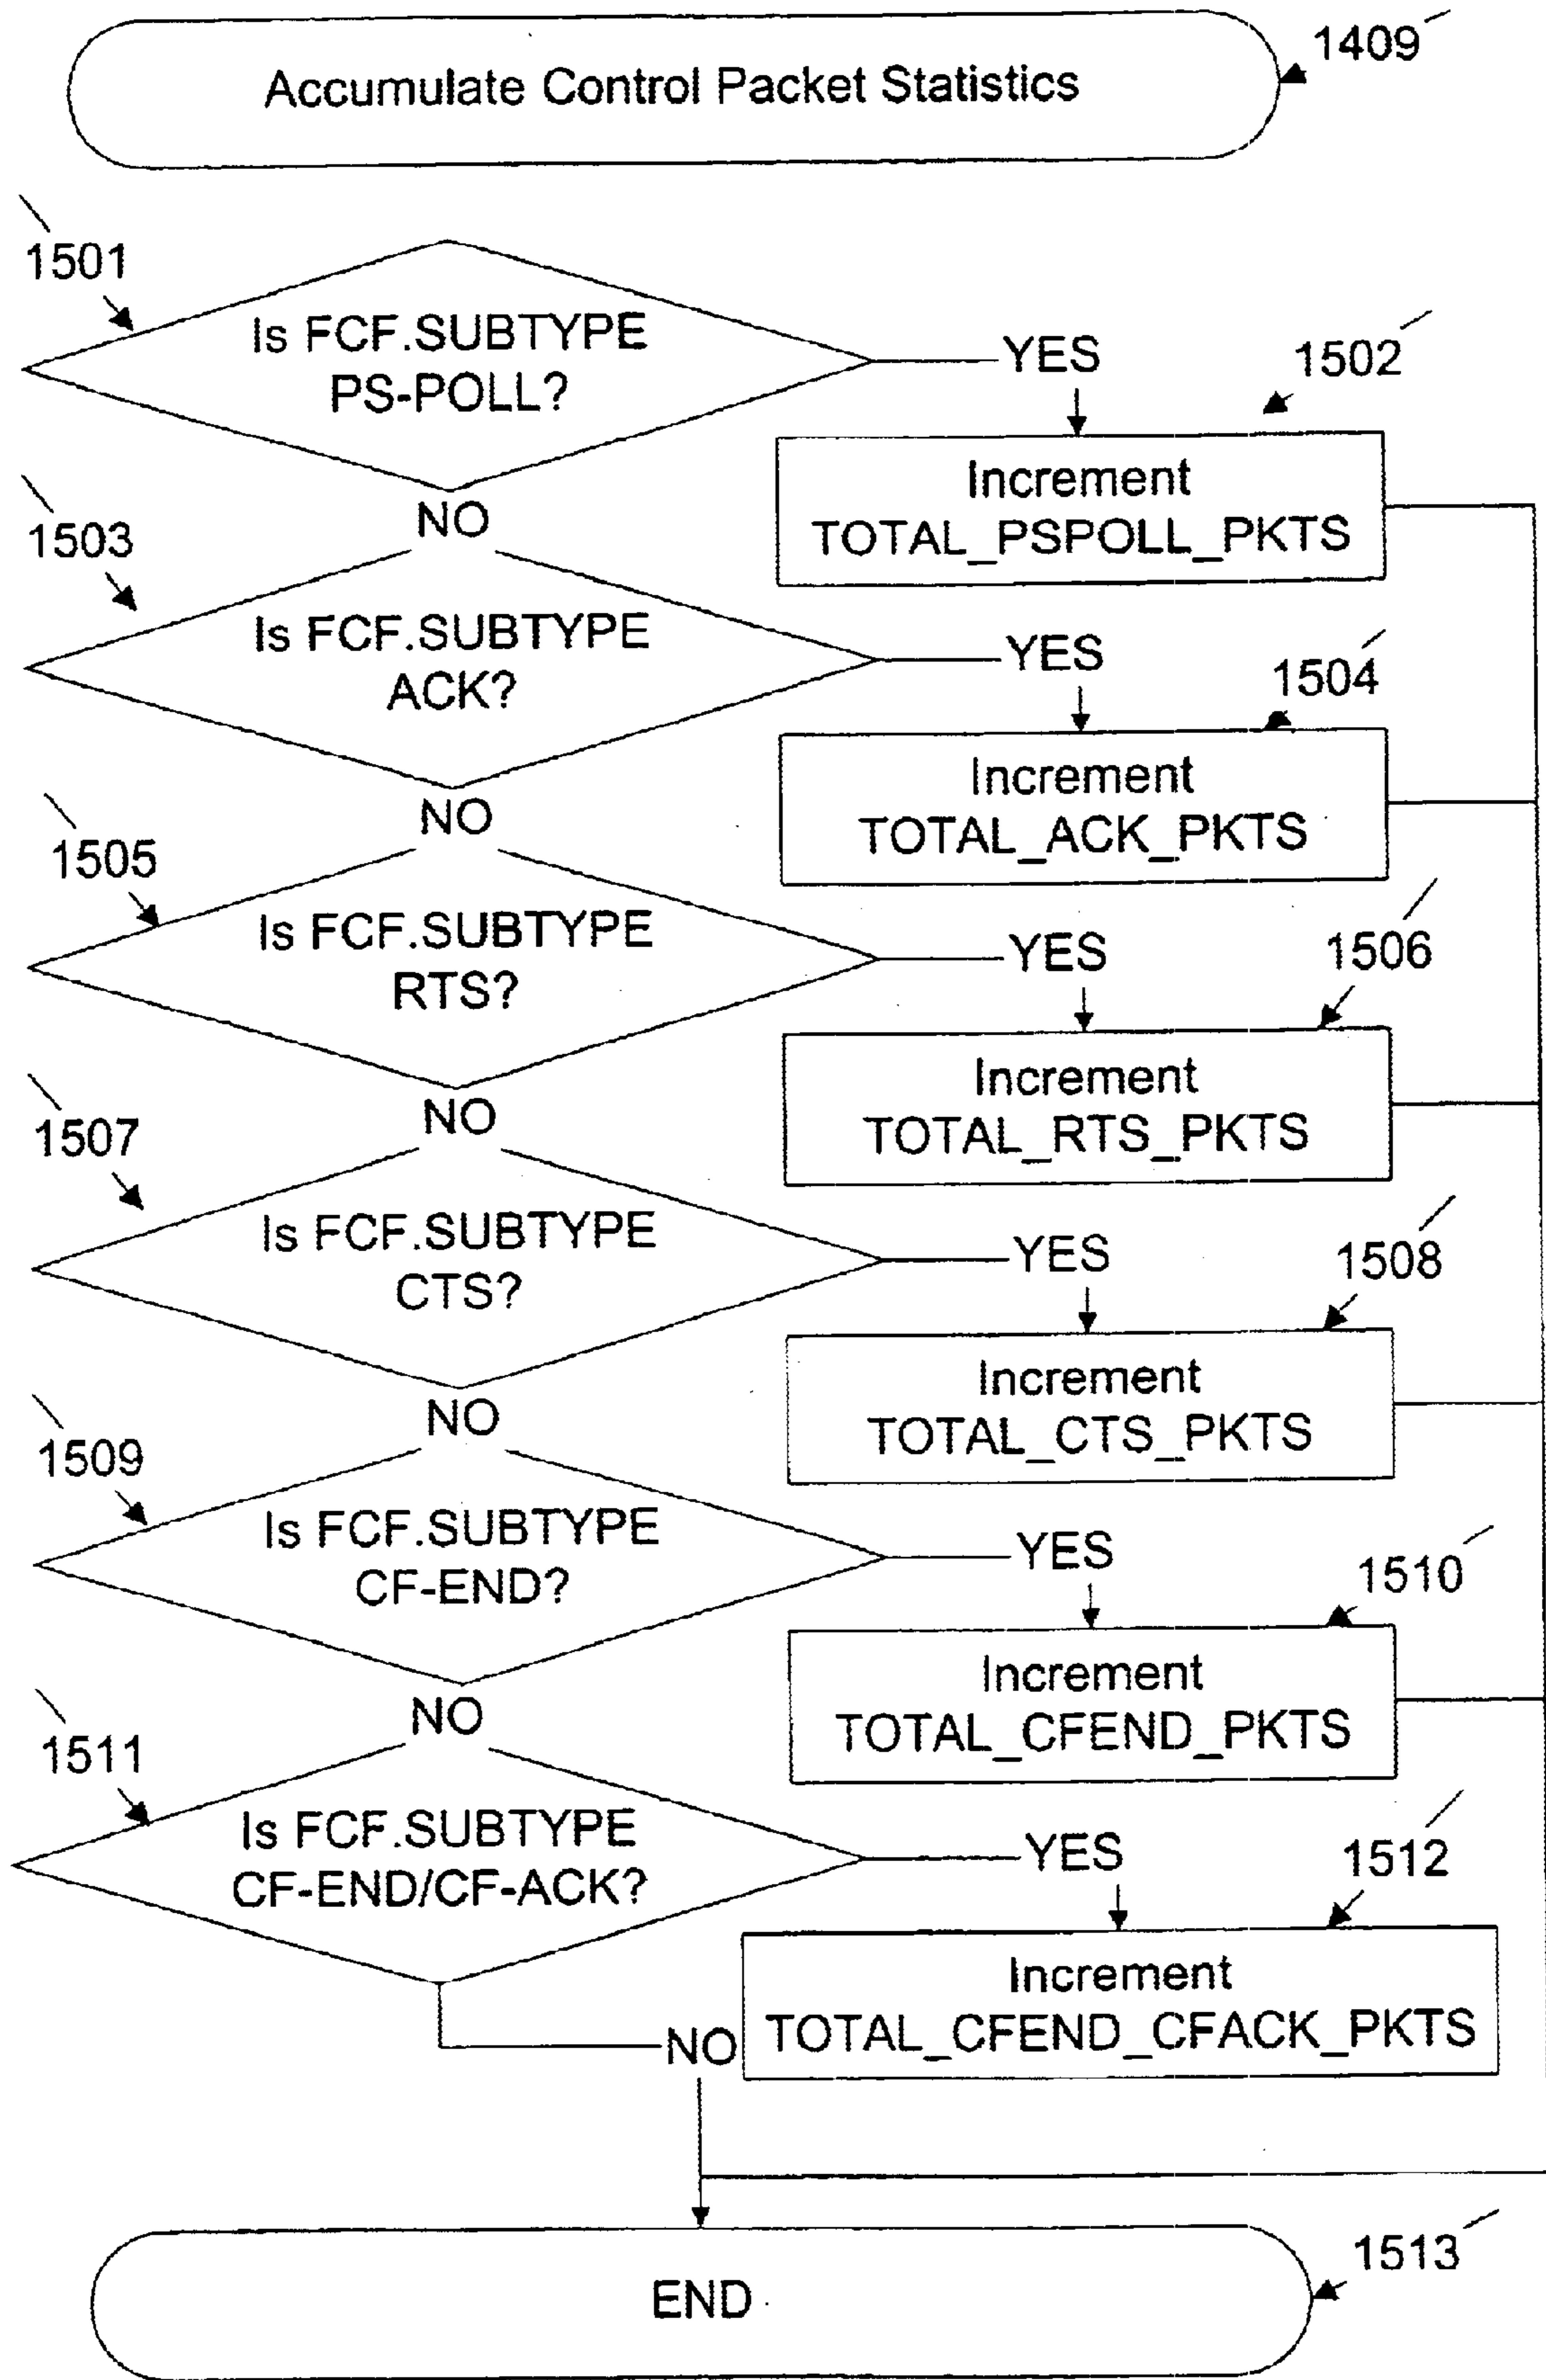 1409
Accumulate Control Packet Statistics
1501
Is FCF.SUBTYPE
PS-POLL?
YES
1502
Increment
TOTAL_PSPOLL_PKTS
NO
1503
Is FCF.SUBTYPE
ACK?
YES
1504
Increment
TOTAL_ACK_PKTS
NO
1505
Is FCF.SUBTYPE
RTS?
YES
1506
Increment
TOTAL_RTS_PKTS
NO
1507
Is FCF.SUBTYPE
CTS?
YES
1508
Increment
TOTAL_CTS_PKTS
NO
1509
Is FCF.SUBTYPE
CF-END?
YES
1510
Increment
TOTAL_CFEND_PKTS
NO
1511
Is FCF.SUBTYPE
CF-END/CF-ACK?
YES
1512
Increment
TOTAL_CFEND_CFACK_PKTS
NO
1513
END